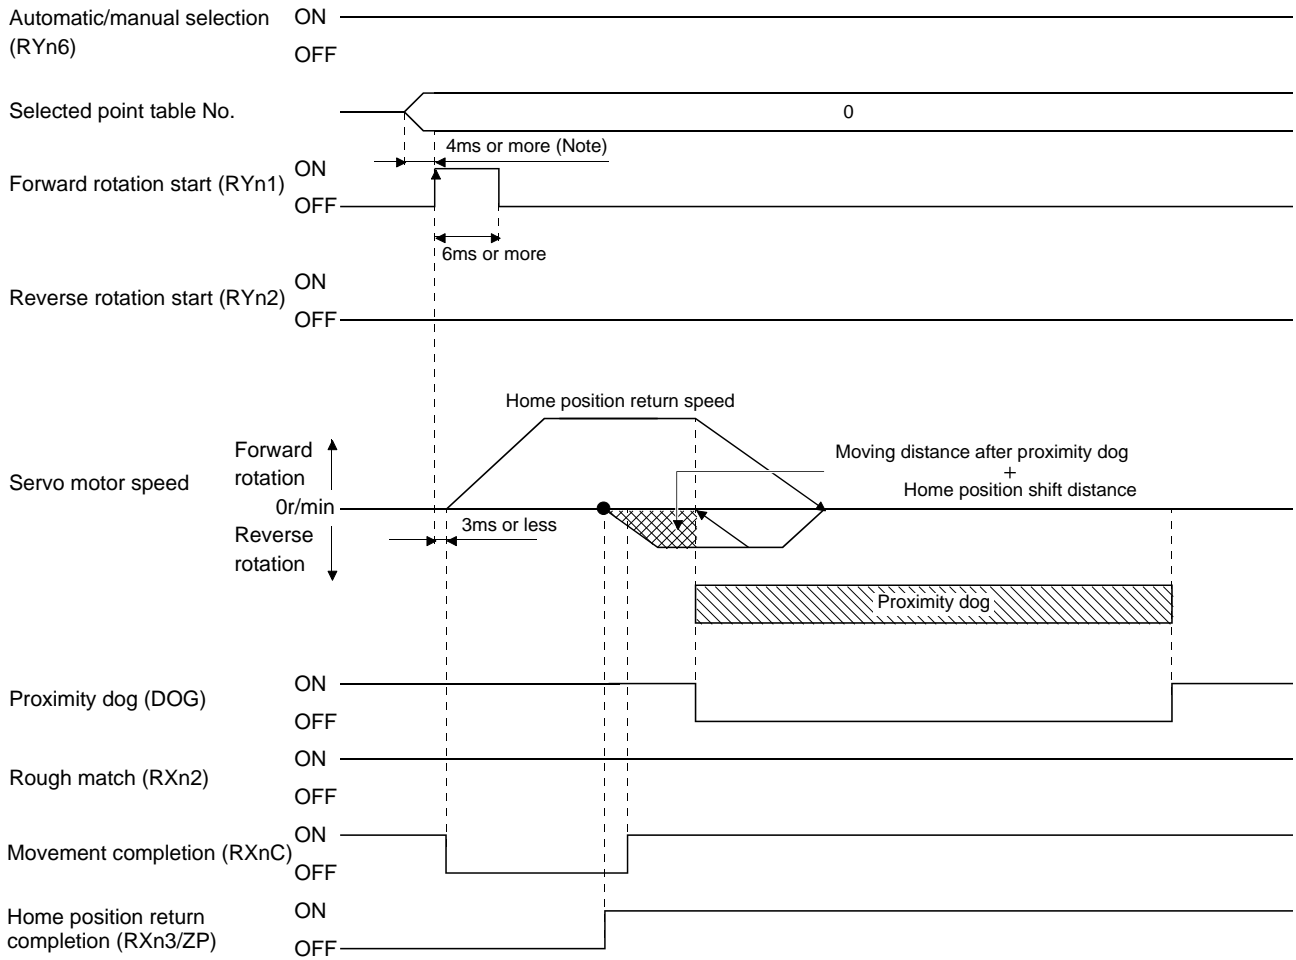 Automatic/manual selection
(RYn6)
ON
OFF
Selected point table No.
0
4ms or more (Note)
Forward rotation start (RYn1)
ON
OFF
6ms or more
Reverse rotation start (RYn2)
ON
OFF
Home position return speed
Servo motor speed
Forward
rotation
0r/min
Reverse
rotation
3ms or less
Moving distance after proximity dog
+
Home position shift distance
Proximity dog
Proximity dog (DOG)
ON
OFF
Rough match (RXn2)
ON
OFF
Movement completion (RXnC)
ON
OFF
Home position return
completion (RXn3/ZP)
ON
OFF